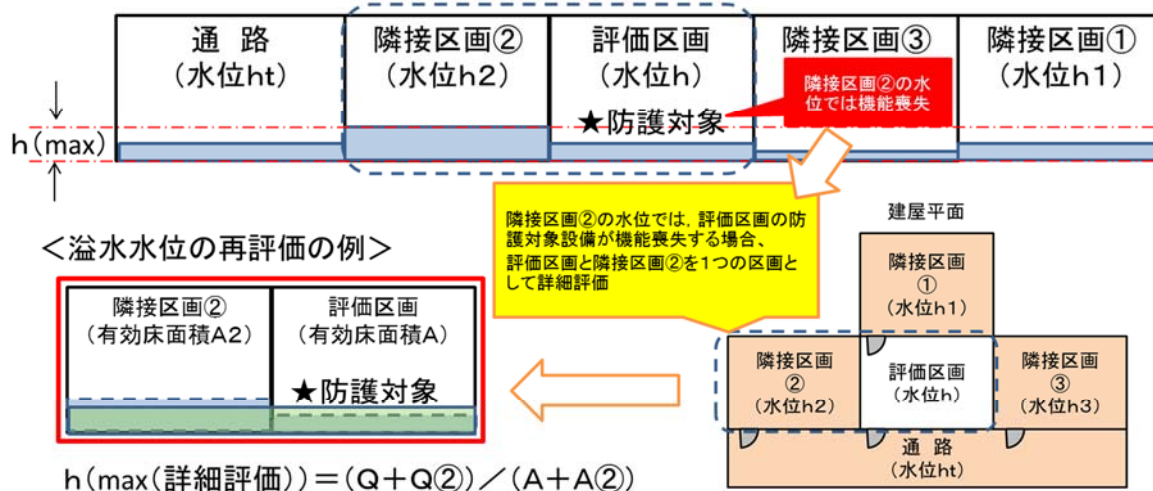 通 路
(水位ht)
隣接区画②
(水位h2)
評価区画
(水位h)
★防護対象
隣接区画③
隣接区画①
(水位h1)
隣接区画②の水
位では機能喪失
h(max)
隣接区画②の水位では，評価区画の防
護対象設備が機能喪失する場合、
評価区画と隣接区画②を1つの区画と
して詳細評価
<溢水水位の再評価の例>
隣接区画②
(有効床面積A2)
評価区画
(有効床面積A)
★防護対象
h(max(詳細評価))=(Q+Q②)/(A+A②)
建屋平面
隣接区画
①
(水位h1)
隣接区画
②
(水位h2)
評価区画
(水位h)
隣接区画
③
(水位h3)
通 路
(水位ht)